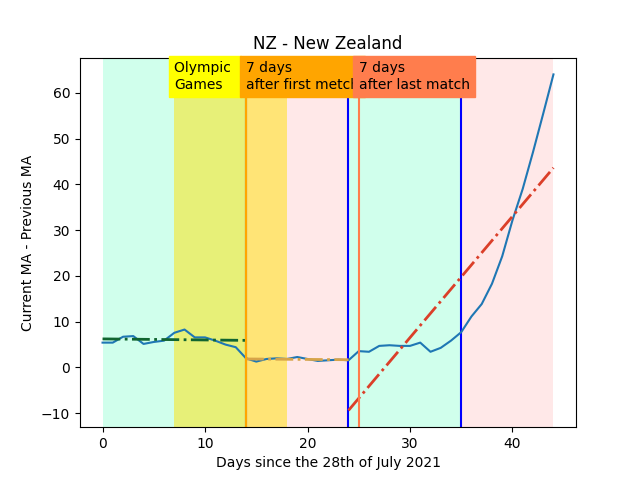 NZ - New Zealand
Olympic
Games
7 days
after first metch
7 days
after last match
60
50
40
30
20
10
0
−10
Current MA - Previous MA
0
10
20
30
40
Days since the 28th of July 2021